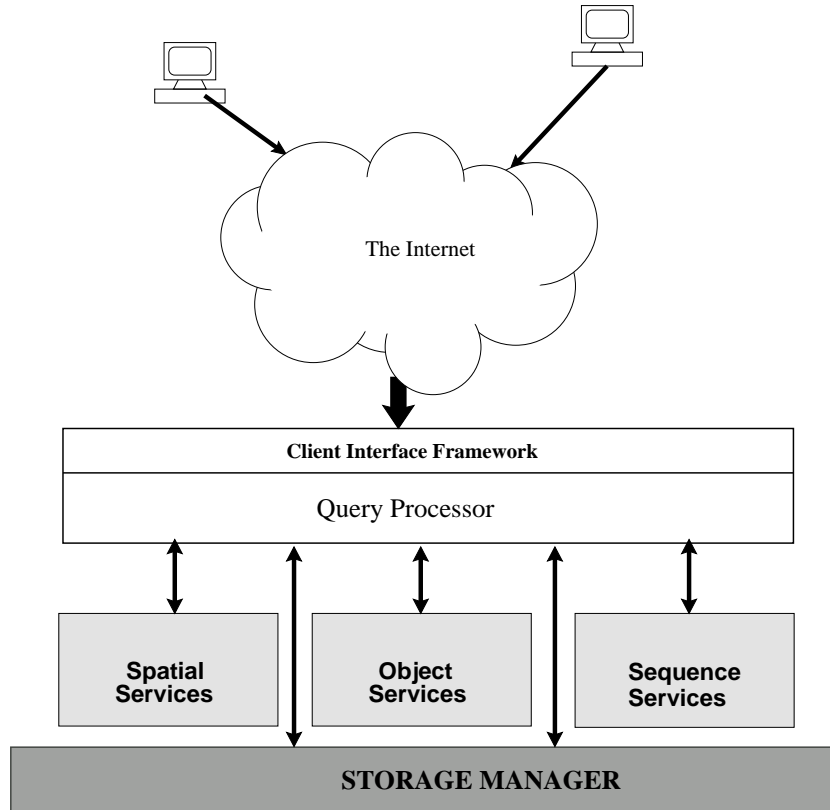 The Internet
Client Interface Framework
Query Processor
Spatial
Services
Object
Services
Sequence
Services
STORAGE MANAGER